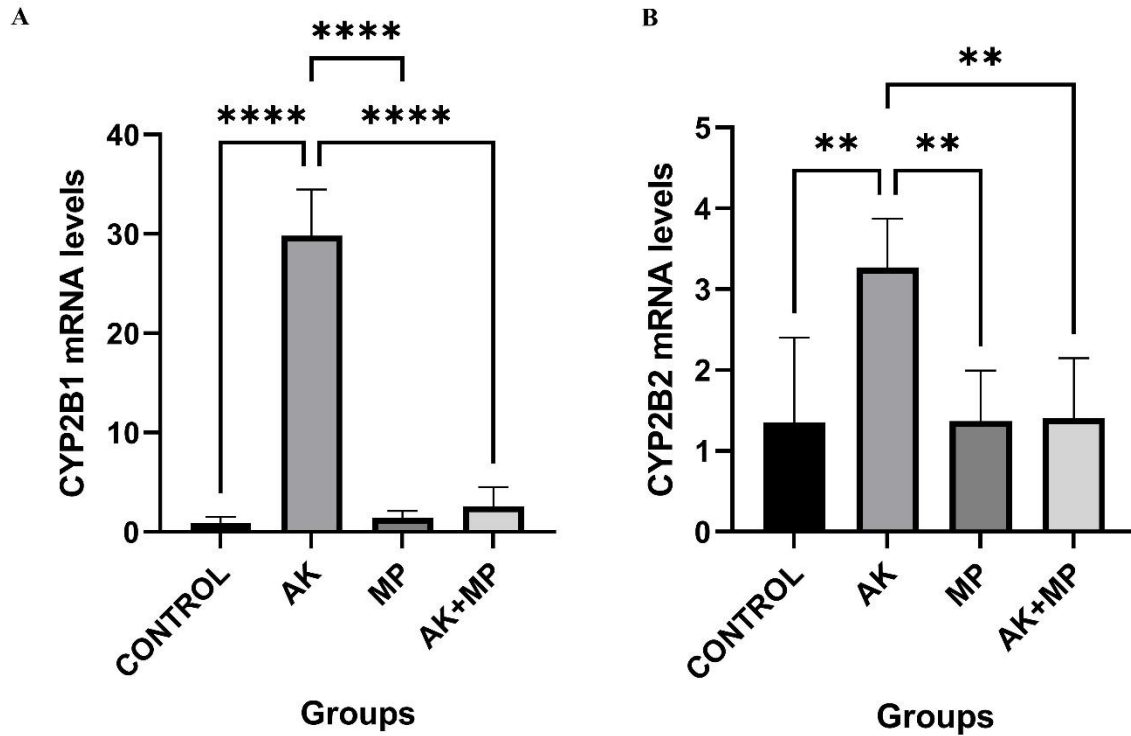 A
****
**** ****
CYP2B1 mRNA levels
40
30
20
10
0
CONTROL
AK
MP
AK+MP
Groups
B
**
** **
CYP2B2 mRNA levels
5
4
3
2
1
0
CONTROL
AK
MP
AK+MP
Groups